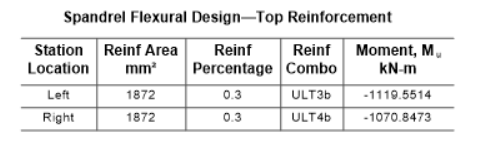 Spandrel Flexural Design—Top Reinforcement
Station Location Reinf Area mm² Reinf Percentage Reinf Combo Moment, Mu kN-m
Left 1872 0.3 ULT3b -1119.5514
Right 1872 0.3 ULT4b -1070.8473